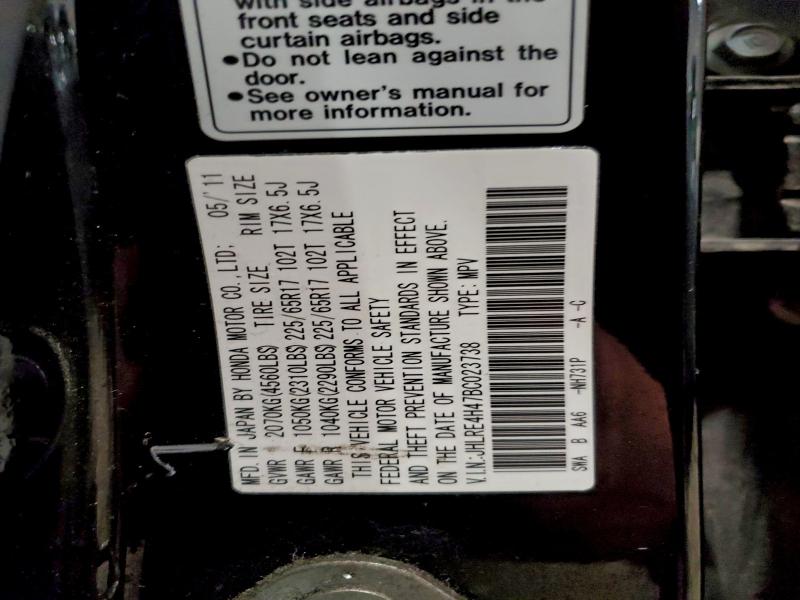 with side airbags in the
front seats and side
curtain airbags.
●Do not lean against the
door.
●See owner's manual for
more information.
MFD. IN JAPAN BY HONDA MOTOR CO., LTD; 05/'11
GVWR 2070KG(4560LBS) TIRE SIZE RIM SIZE
GAWR F 1050KG(2310LBS) 225/65R17 102T 17X6.5J
GAWR R 1040KG(2290LBS) 225/65R17 102T 17X6.5J
THIS VEHICLE CONFORMS TO ALL APPLICABLE
FEDERAL MOTOR VEHICLE SAFETY
AND THEFT PREVENTION STANDARDS IN EFFECT
ON THE DATE OF MANUFACTURE SHOWN ABOVE.
V.I.N:JHLRE4H47BC023738 TYPE: MPV
SWA B AA6 -NH731P -A -C